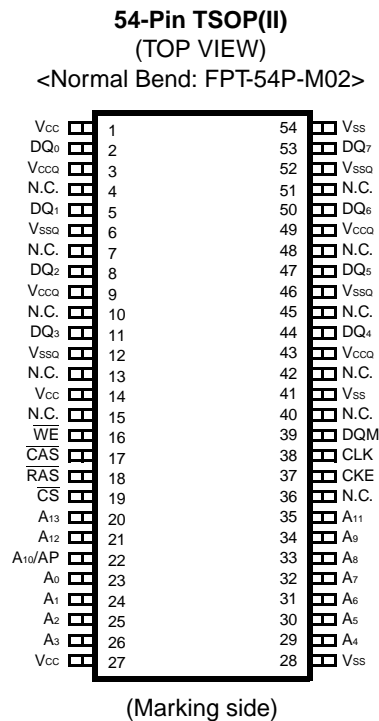 54-Pin TSOP(II)
(TOP VIEW)
<Normal Bend: FPT-54P-M02>
VCC 1 54 VSS
DQ0 2 53 DQ7
VCCQ 3 52 VSSQ
N.C. 4 51 N.C.
DQ1 5 50 DQ6
VSSQ 6 49 VCCQ
N.C. 7 48 N.C.
DQ2 8 47 DQ5
VCCQ 9 46 VSSQ
N.C. 10 45 N.C.
DQ3 11 44 DQ4
VSSQ 12 43 VCCQ
N.C. 13 42 N.C.
VCC 14 41 VSS
N.C. 15 40 N.C.
W̅E̅ 16 39 DQM
C̅A̅S̅ 17 38 CLK
R̅A̅S̅ 18 37 CKE
C̅S̅ 19 36 N.C.
A13 20 35 A11
A12 21 34 A9
A10/AP 22 33 A8
A0 23 32 A7
A1 24 31 A6
A2 25 30 A5
A3 26 29 A4
VCC 27 28 VSS
(Marking side)